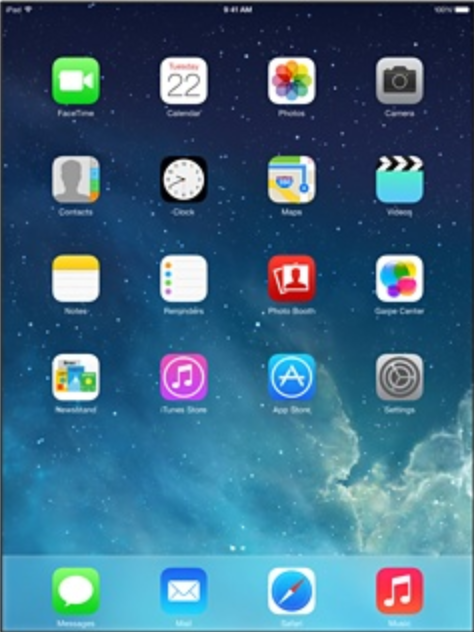 iPad 9:41 AM 100%
Tuesday
22
FaceTime Calendar Photos Camera
Contacts Clock Maps Videos
Notes Reminders Photo Booth Game Center
Newsstand iTunes Store App Store Settings
Messages Mail Safari Music